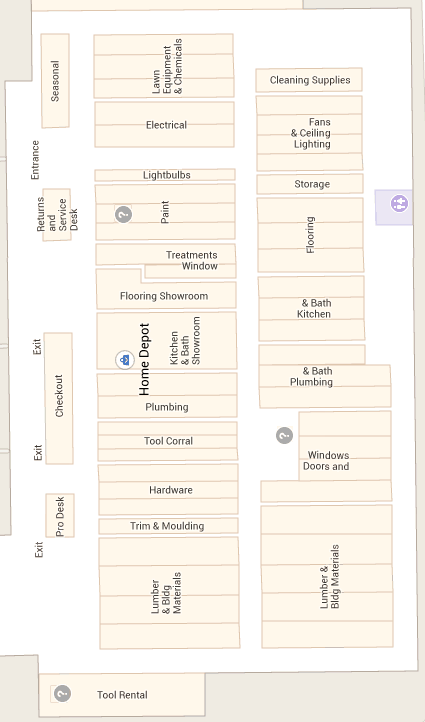 Seasonal
Lawn
Equipment
& Chemicals
Electrical
Cleaning Supplies
Fans
& Ceiling
Lighting
Entrance
Lightbulbs
Storage
Returns
and
Service
Desk
?
Paint
Flooring
Treatments
Window
Flooring Showroom
& Bath
Kitchen
Exit
Home Depot
Kitchen
& Bath
Showroom
Checkout
& Bath
Plumbing
Plumbing
Exit
Tool Corral
?
Windows
Doors and
Hardware
Pro Desk
Trim & Moulding
Exit
Lumber
& Bldg
Materials
Lumber &
Bldg Materials
?
Tool Rental